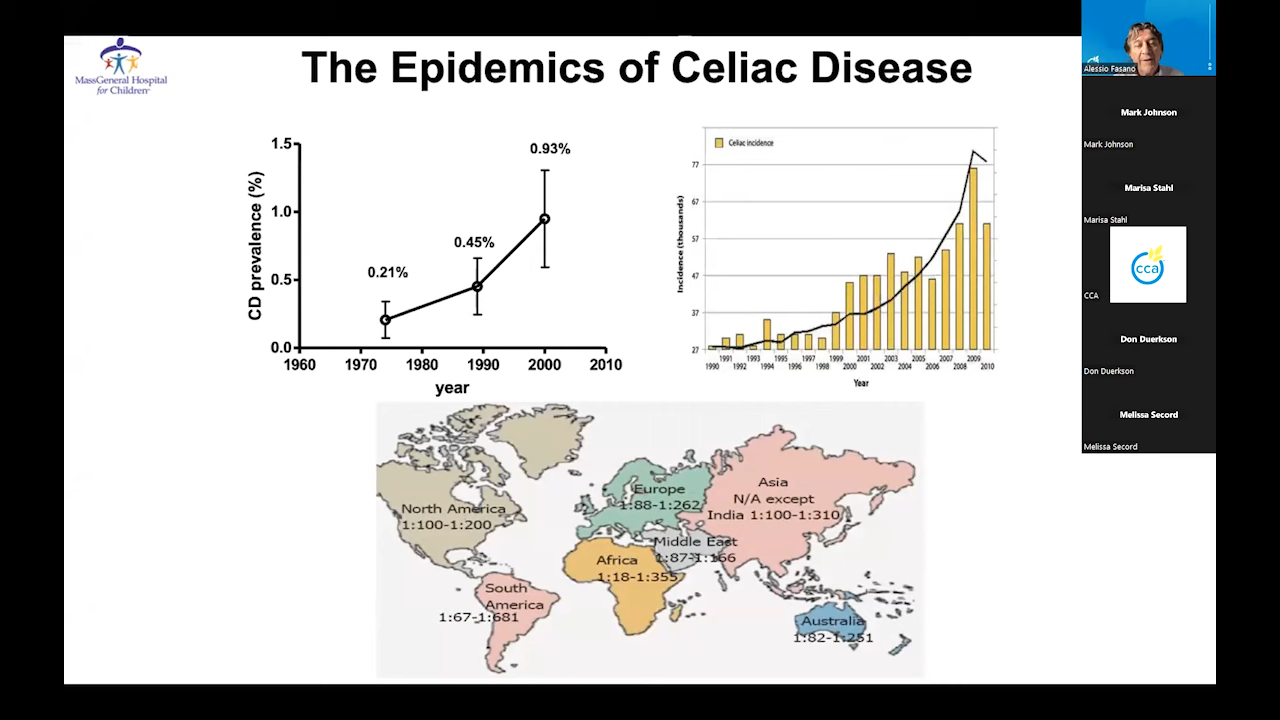 MassGeneral Hospital
for Children
The Epidemics of Celiac Disease
CD prevalence (%)
1.5
1.0
0.5
0.0
0.21%
0.45%
0.93%
1960 1970 1980 1990 2000 2010
year
Celiac incidence
Incidence (thousands)
77
67
57
47
37
27
1991 1993 1995 1997 1999 2001 2003 2005 2007 2009
1990 1992 1994 1996 1998 2000 2002 2004 2006 2008 2010
Year
North America
1:100-1:200
South
America
1:67-1:681
Europe
1:88-1:262
Africa
1:18-1:355
Middle East
1:87-1:166
Asia
N/A except
India 1:100-1:310
Australia
1:82-1:251
Alessio Fasano
Mark Johnson
Mark Johnson
Marisa Stahl
Marisa Stahl
cca
CCA
Don Duerkson
Don Duerkson
Melissa Secord
Melissa Secord